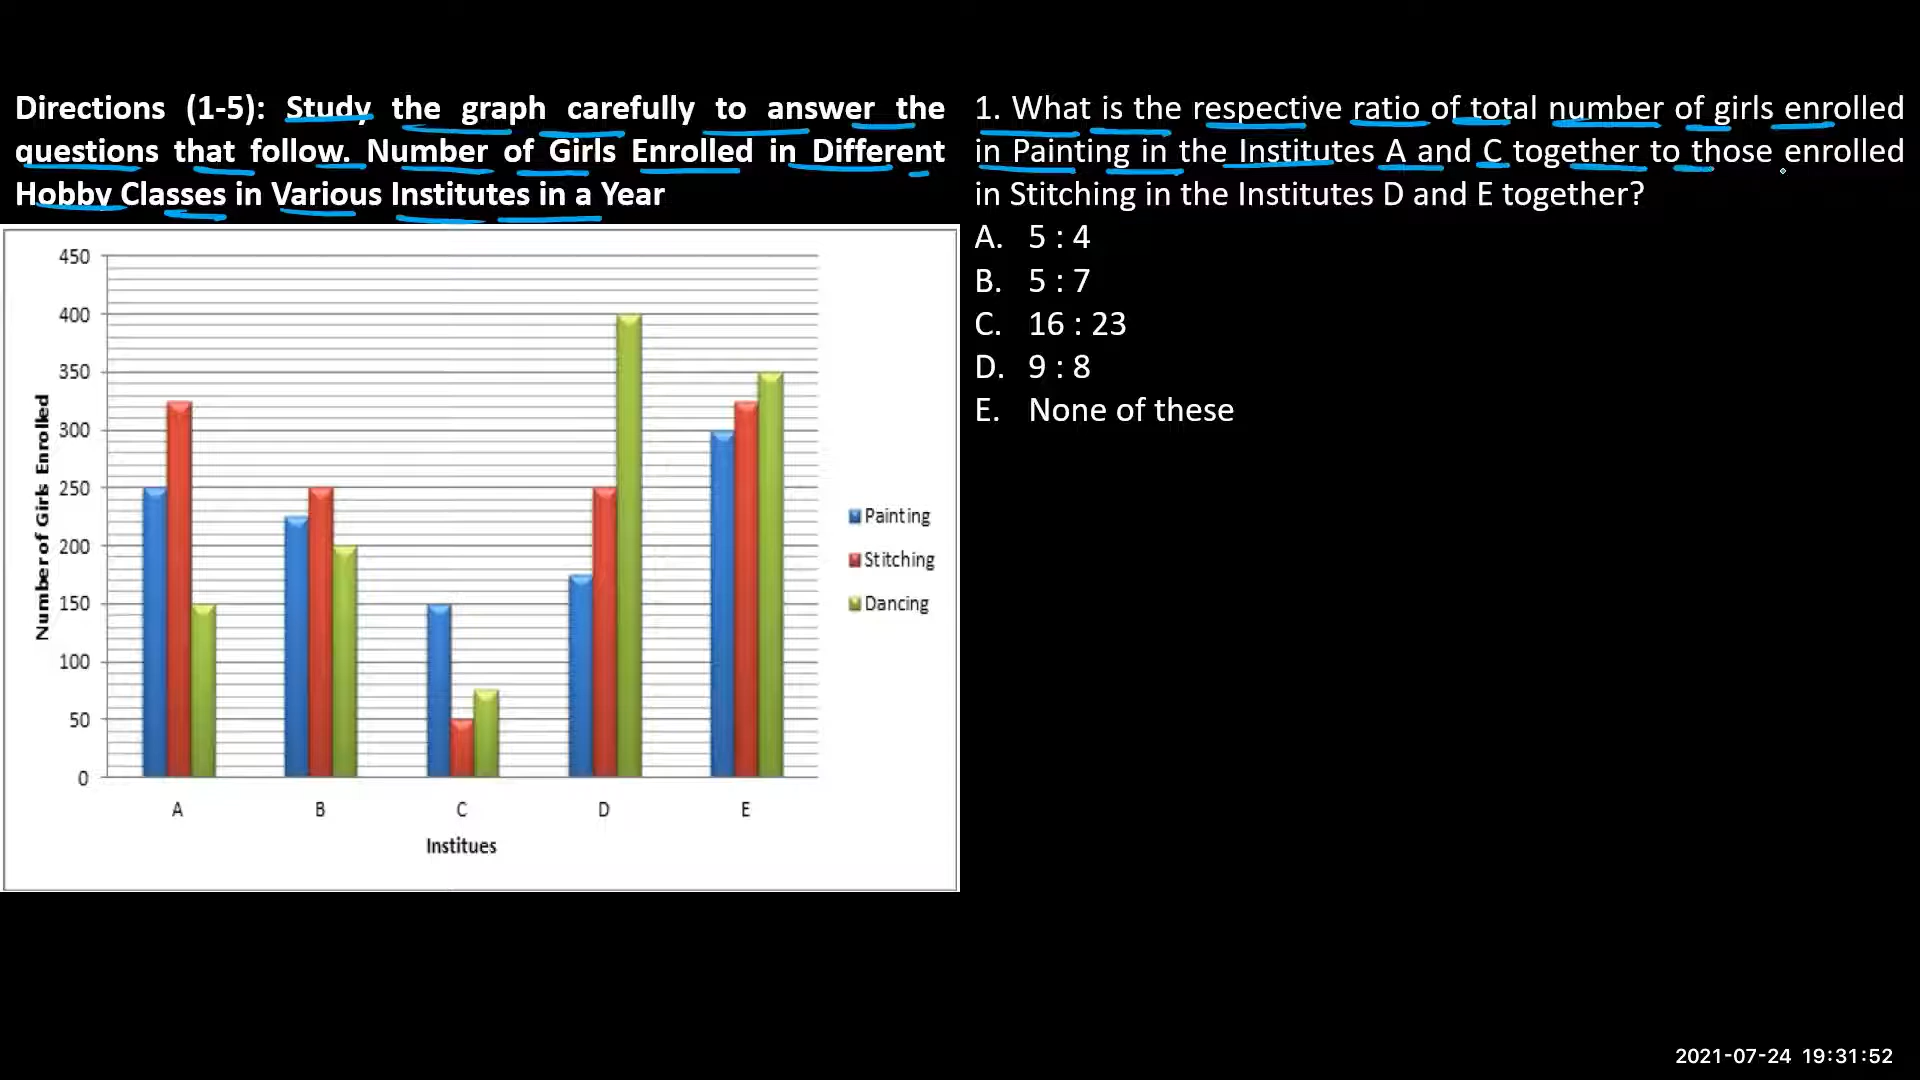 Directions (1-5): Study the graph carefully to answer the
questions that follow. Number of Girls Enrolled in Different
Hobby Classes in Various Institutes in a Year
1. What is the respective ratio of total number of girls enrolled
in Painting in the Institutes A and C together to those enrolled
in Stitching in the Institutes D and E together?
A. 5 : 4
B. 5 : 7
C. 16 : 23
D. 9 : 8
E. None of these
Number of Girls Enrolled
450
400
350
300
250
200
150
100
50
0
A B C D E
Institues
Painting
Stitching
Dancing
2021-07-24 19:31:52